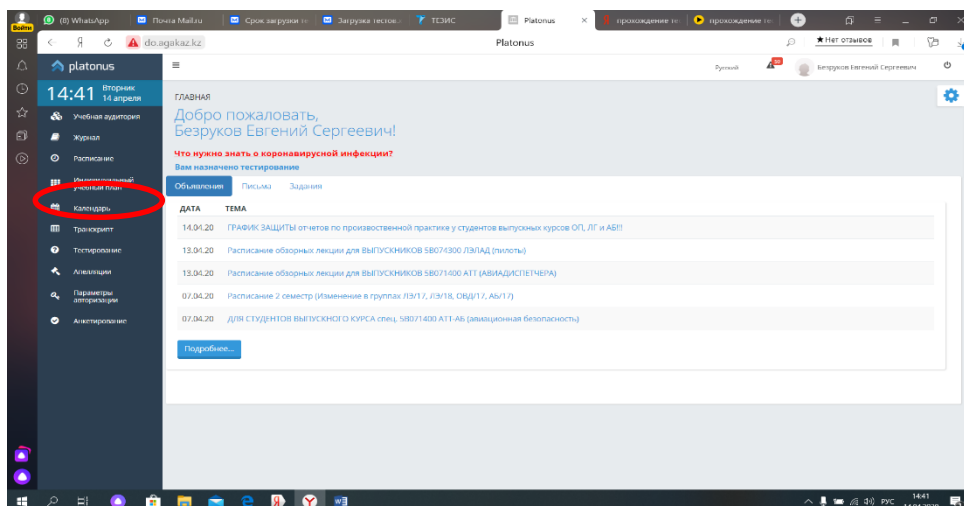 Войти
(8) WhatsApp
Почта Mail.ru
Срок загрузки те
Загрузка тестов
ТЕЗИС
Platonus
прохождение те
прохождение те
do.agakaz.kz
Platonus
Нет отзывов
platonus
Русский
Безруков Евгений Сергеевич
14:41
Вторник
14 апреля
Учебная аудитория
Журнал
Расписание
Индивидуальный
учебный план
Календарь
Транскрипт
Тестирование
Апелляции
Параметры
авторизации
Анкетирование
ГЛАВНАЯ
Добро пожаловать,
Безруков Евгений Сергеевич!
Что нужно знать о коронавирусной инфекции?
Вам назначено тестирование
Объявления Письма Задания
ДАТА ТЕМА
14.04.20 ГРАФИК ЗАЩИТЫ отчетов по произвоственной практике у студентов выпускных курсов ОП, ЛГ и АБ!!!
13.04.20 Расписание обзорных лекции для ВЫПУСКНИКОВ 5В074300 ЛЭЛАД (пилоты)
13.04.20 Расписание обзорных лекции для ВЫПУСКНИКОВ 5В071400 АТТ (АВИАДИСПЕТЧЕРА)
07.04.20 Расписание 2 семестр (Изменение в группах ЛЭ/17, ЛЭ/18, ОВД/17, АБ/17)
07.04.20 ДЛЯ СТУДЕНТОВ ВЫПУСКНОГО КУРСА спец. 5В071400 АТТ-АБ (авиационная безопасность)
Подробнее...
РУС
14:41
14.04.2020